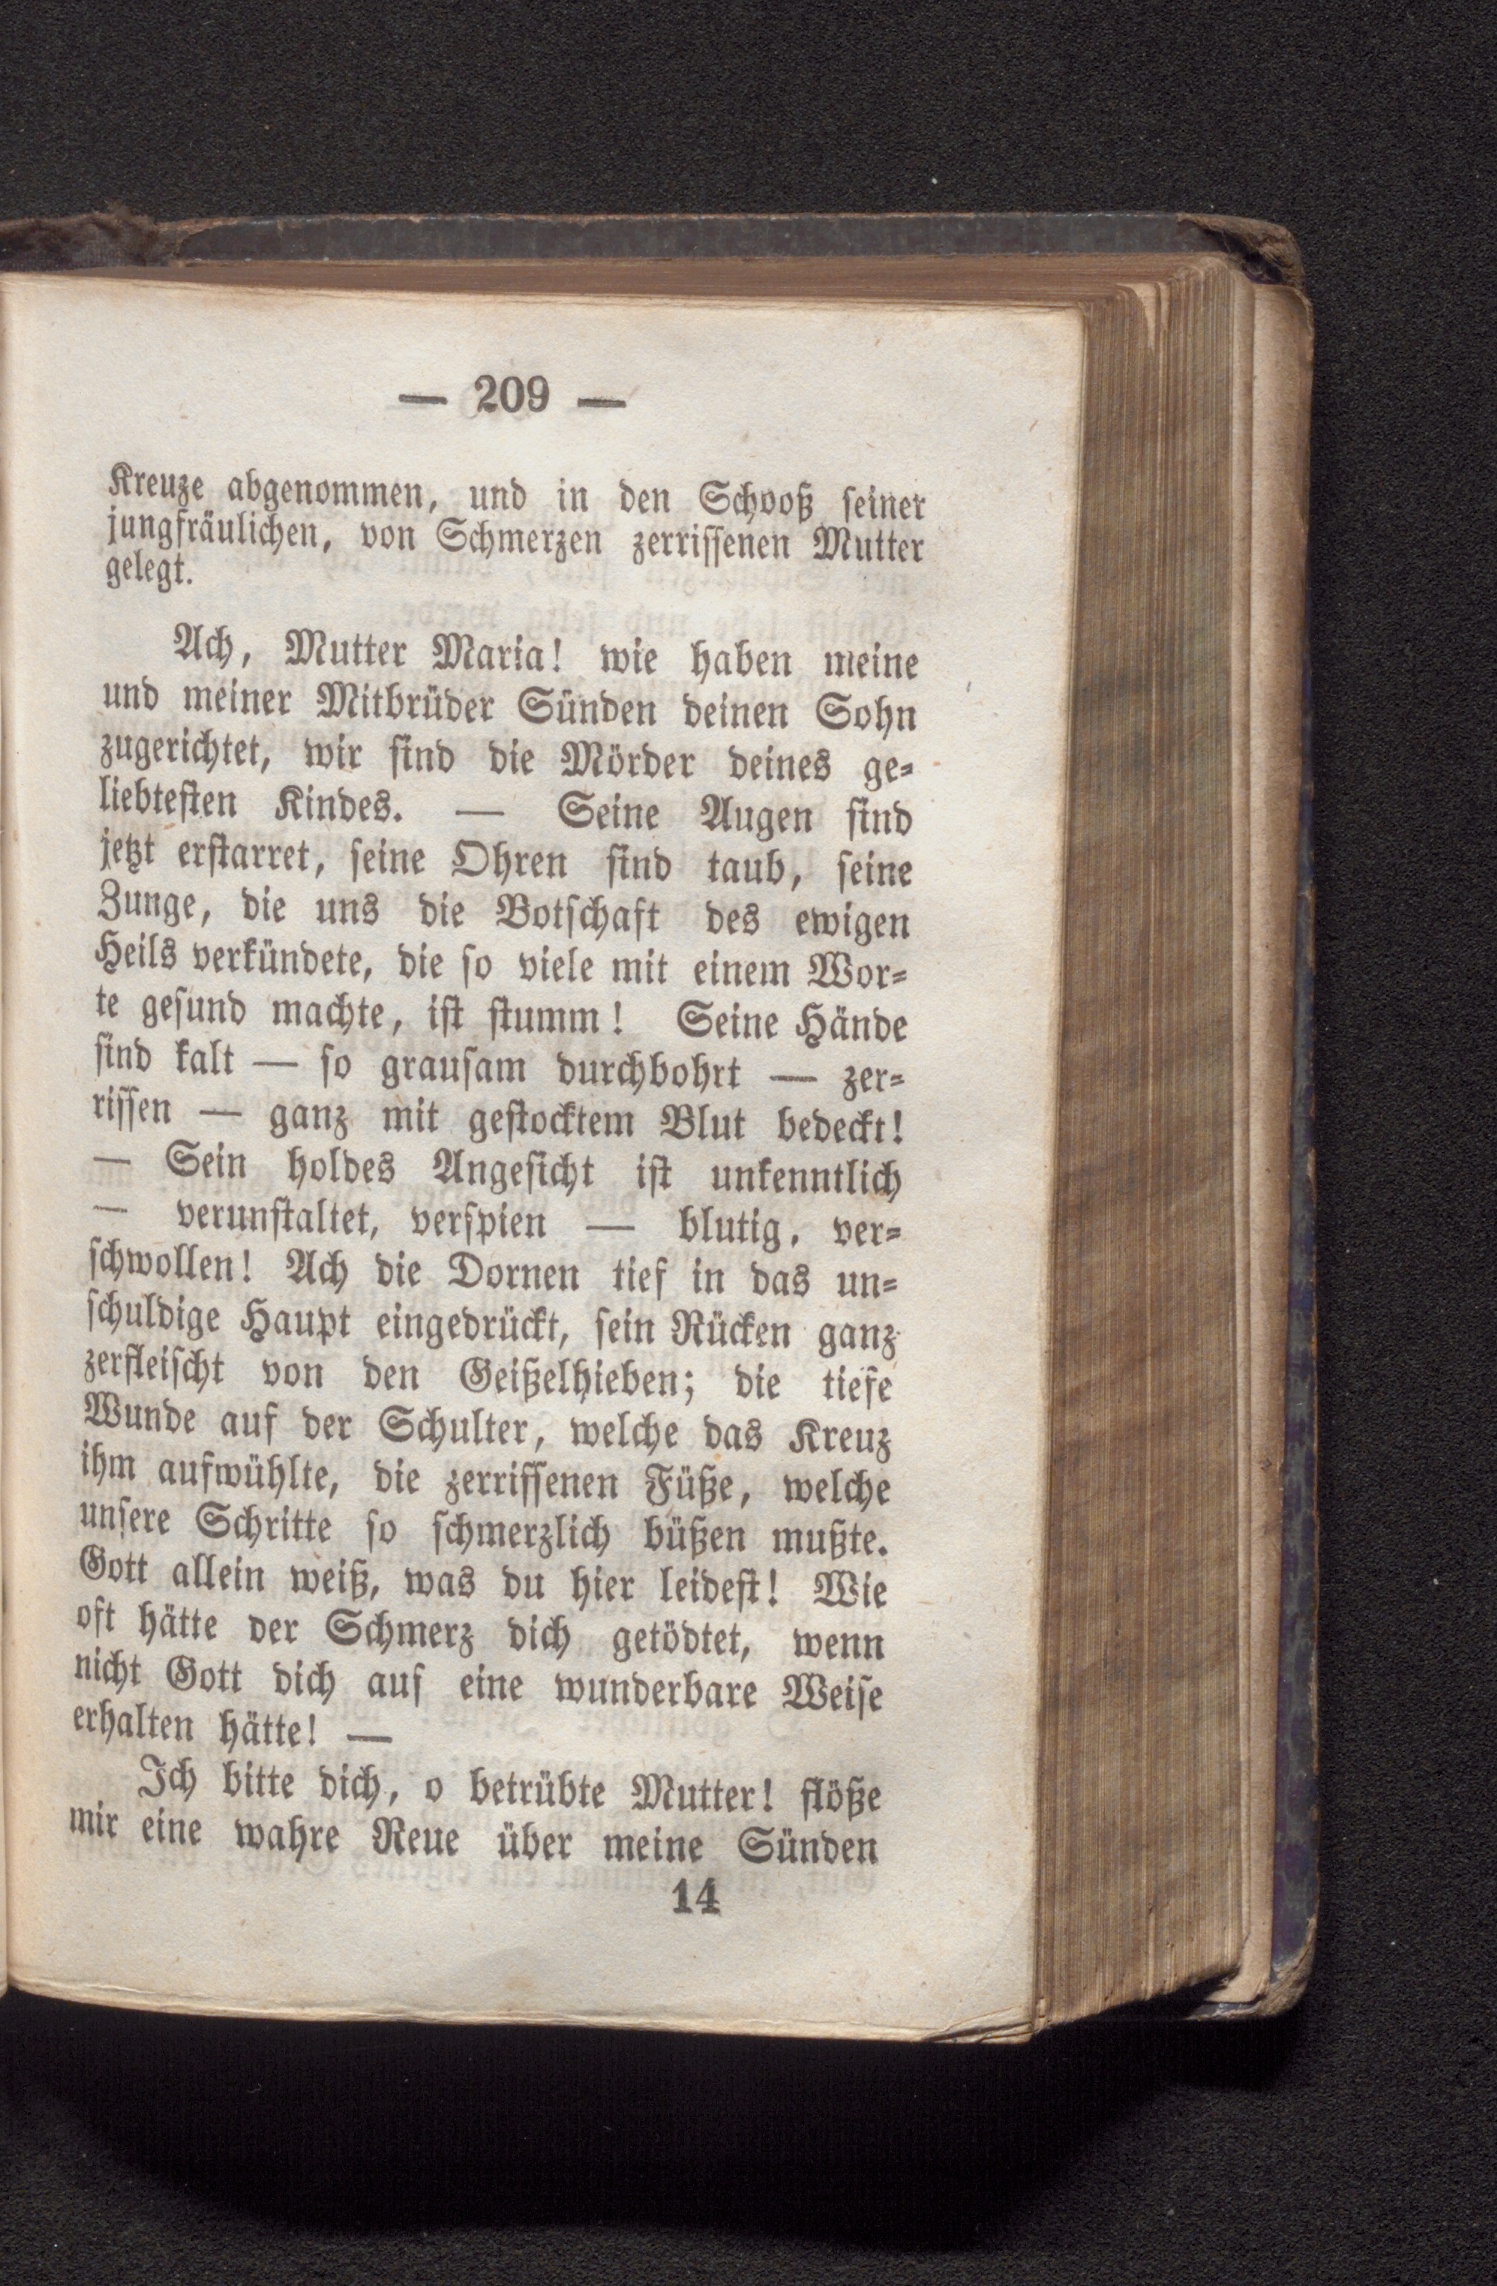 — 209 —
Kreuze abgenommen, und in den Schooß seiner
jungfräulichen, von Schmerzen zerrissenen Mutter
gelegt.
Ach, Mutter Maria! wie haben meine
und meiner Mitbrüder Sünden deinen Sohn
zugerichtet, wir sind die Mörder deines ge=
liebtesten Kindes. — Seine Augen sind
jetzt erstarret, seine Ohren sind taub, seine
Zunge, die uns die Botschaft des ewigen
Heils verkündete, die so viele mit einem Wor=
te gesund machte, ist stumm! Seine Hände
sind kalt — so grausam durchbohrt — zer=
rissen — ganz mit gestocktem Blut bedeckt!
— Sein holdes Angesicht ist unkenntlich
— verunstaltet, verspien — blutig, ver=
schwollen! Ach die Dornen tief in das un=
schuldige Haupt eingedrückt, sein Rücken ganz
zerfleischt von den Geißelhieben; die tiefe
Wunde auf der Schulter, welche das Kreuz
ihm aufwühlte, die zerrissenen Füße, welche
unsere Schritte so schmerzlich büßen mußte.
Gott allein weiß, was du hier leidest! Wie
oft hätte der Schmerz dich getödtet, wenn
nicht Gott dich auf eine wunderbare Weise
erhalten hätte! —
Ich bitte dich, o betrübte Mutter! flöße
mir eine wahre Reue über meine Sünden
14